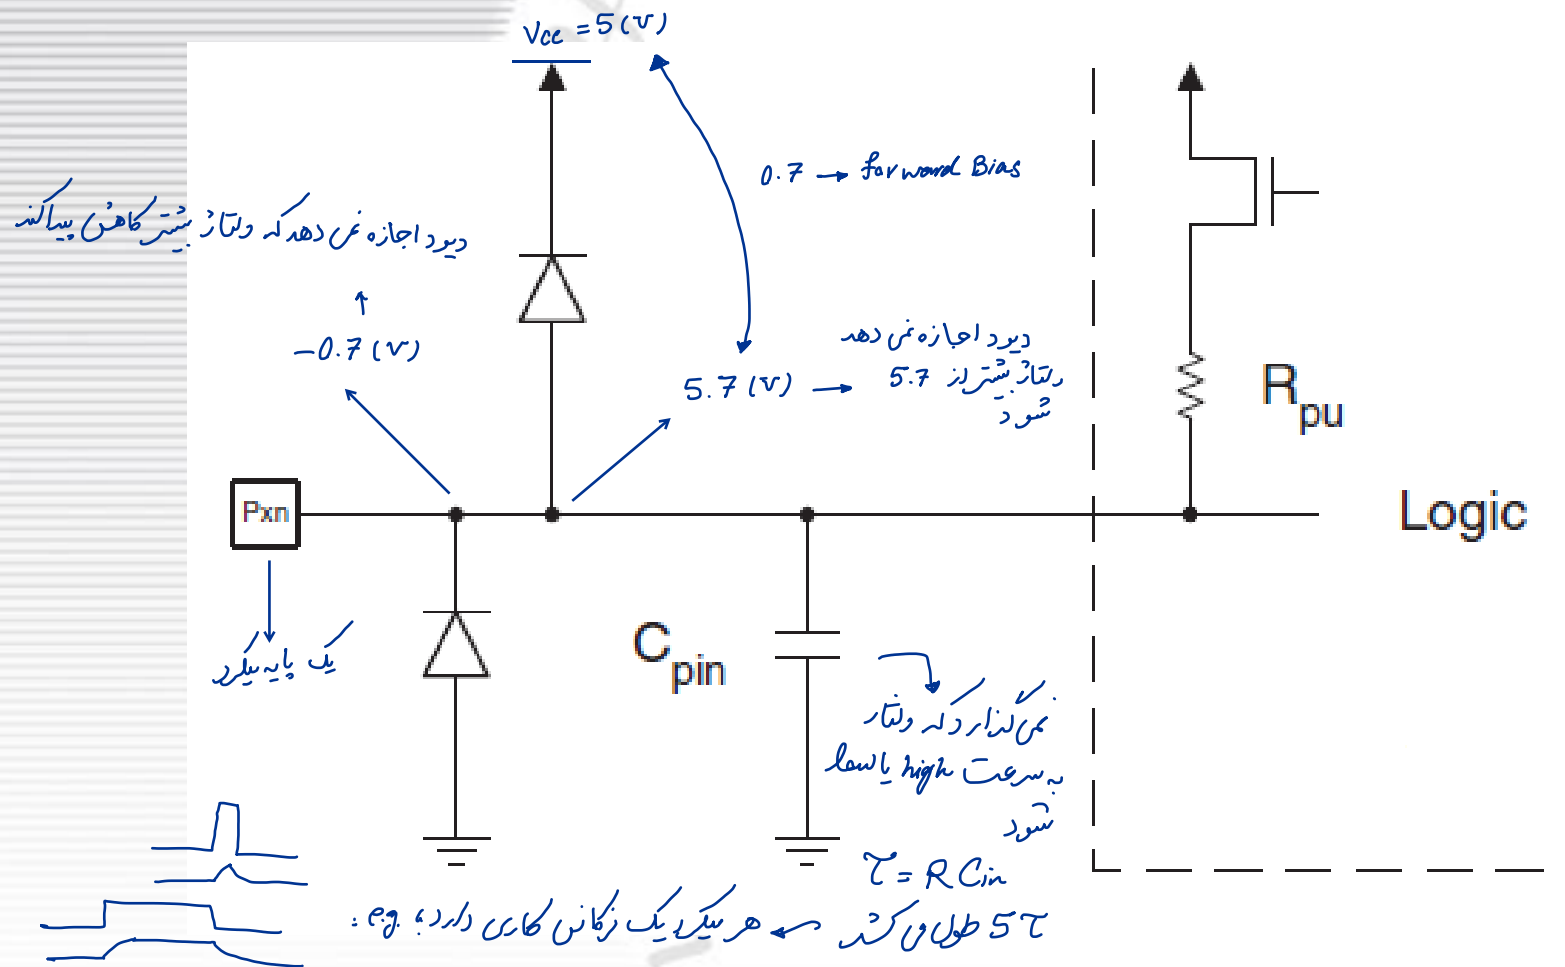 Vcc = 5 (v)
0.7 → forward Bias
دیود اجازه نمی دهد که ولتاژ بیشتر کاهش پیدا کند
↑
-0.7 (v)
5.7 (v) →
دیود اجازه نمی دهد
ولتاژ بیشتر از 5.7
شود
Rpu
Pxn
Logic
یک پایه میکرو
Cpin
نمی گذارد که ولتاژ
به سرعت high یا low
شود
τ = R Cin
5τ طول می کشد ← هر میکرو یک فرکانس کاری دارد، e.g. :